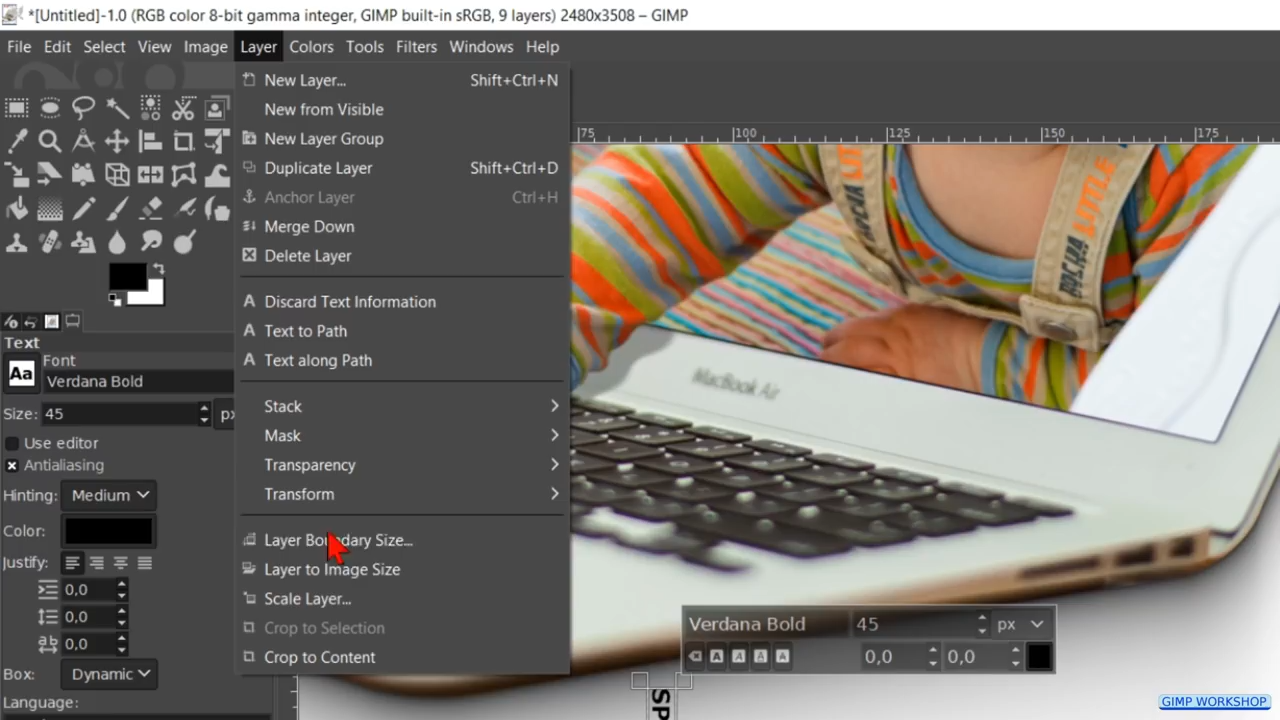 *[Untitled]-1.0 (RGB color 8-bit gamma integer, GIMP built-in sRGB, 9 layers) 2480x3508 – GIMP
File Edit Select View Image Layer Colors Tools Filters Windows Help
New Layer... Shift+Ctrl+N
New from Visible
New Layer Group
Duplicate Layer Shift+Ctrl+D
Anchor Layer Ctrl+H
Merge Down
Delete Layer
Discard Text Information
Text to Path
Text along Path
Stack
Mask
Transparency
Transform
Layer Boundary Size...
Layer to Image Size
Scale Layer...
Crop to Selection
Crop to Content
Text
Font
Aa Verdana Bold
Size: 45 px
Use editor
Antialiasing
Hinting: Medium
Color:
Justify:
0,0
0,0
0,0
Box: Dynamic
Language:
75 100 125 150 175
LITTLE
MacBook Air
Verdana Bold 45 px
0,0 0,0
SP
GIMP WORKSHOP